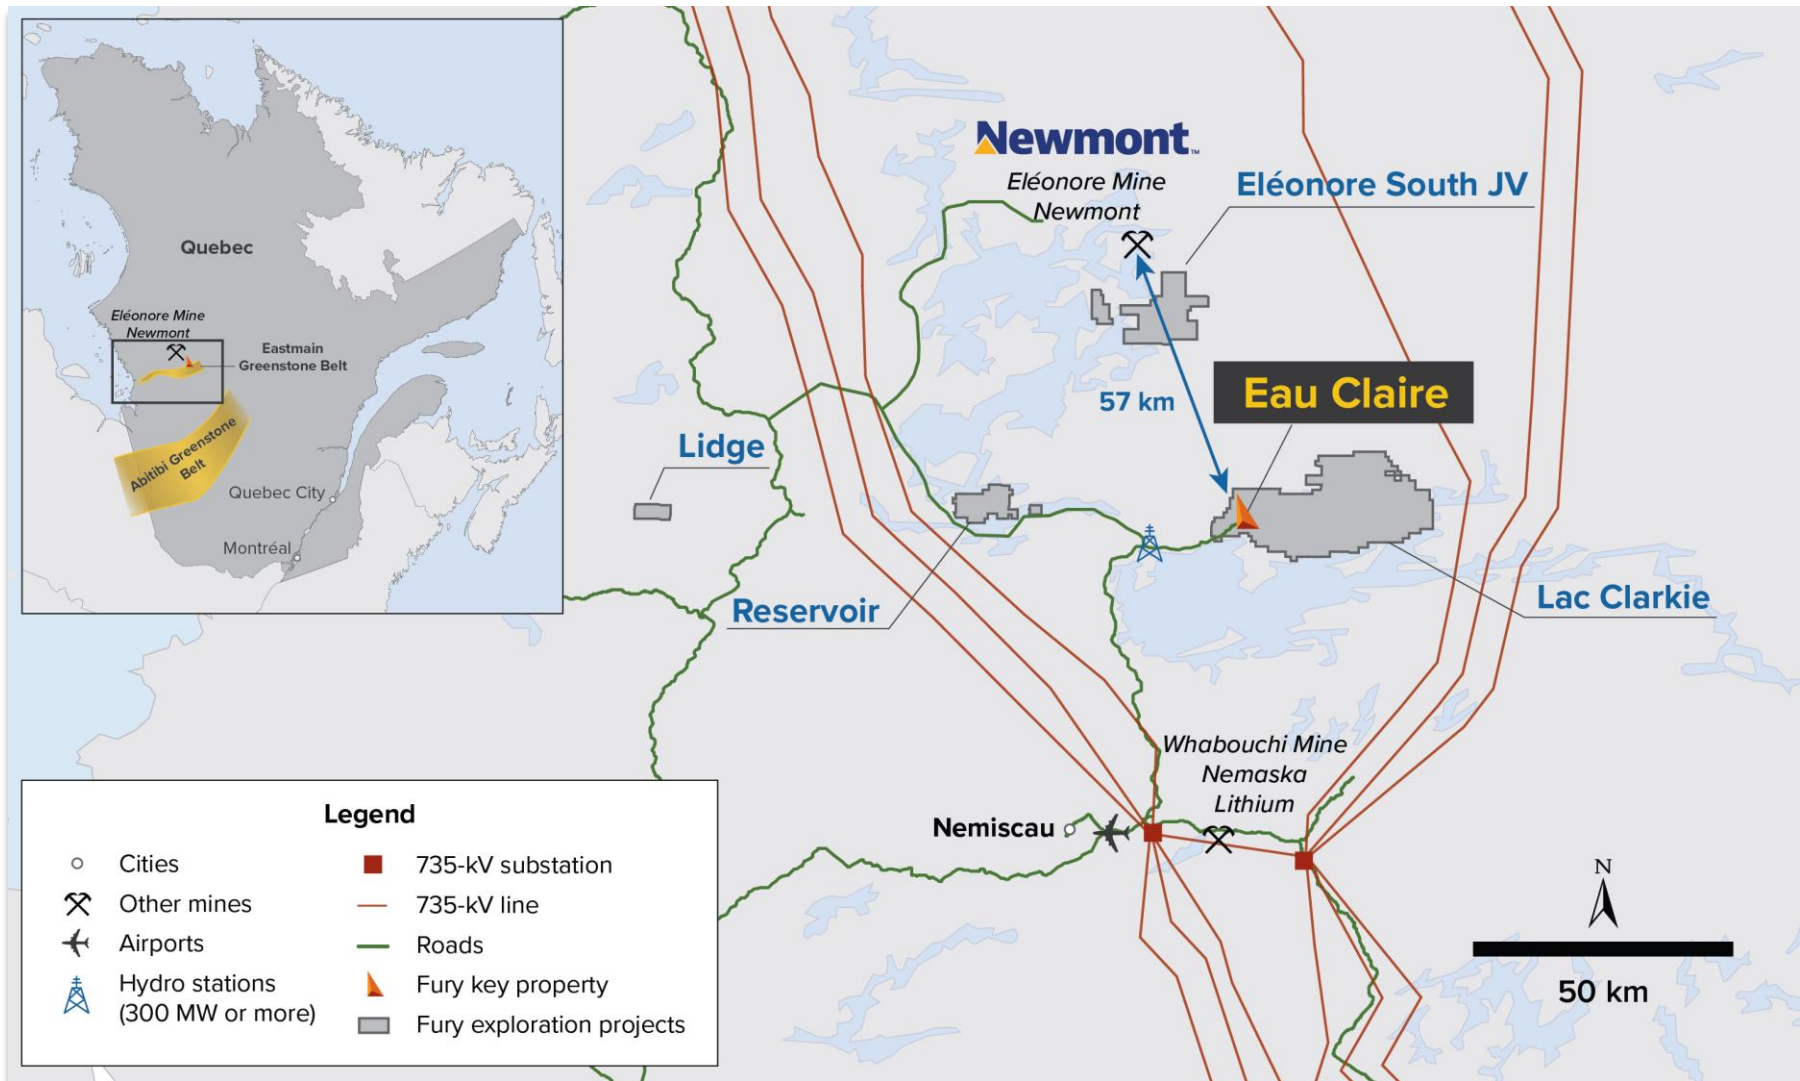 Quebec
Eléonore Mine
Newmont
Eastmain
Greenstone Belt
Abitibi Greenstone
Belt
Quebec City
Montréal
Newmont™
Eléonore Mine
Newmont
Eléonore South JV
57 km
Eau Claire
Lidge
Reservoir
Lac Clarkie
Whabouchi Mine
Nemaska
Lithium
Nemiscau
N
50 km
Legend
Cities
Other mines
Airports
Hydro stations
(300 MW or more)
735-kV substation
735-kV line
Roads
Fury key property
Fury exploration projects